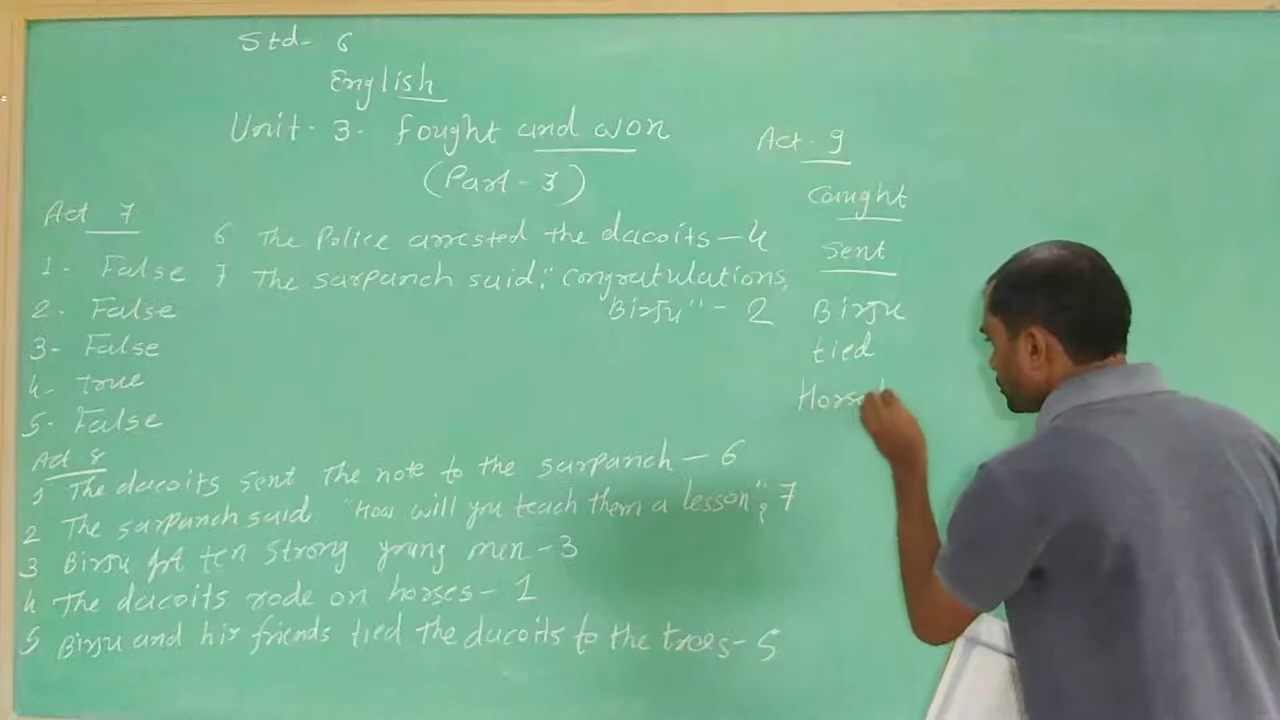 Std- 6
English
Unit- 3. Fought and won
(Part-3)
Act 7
1- False
2. False
3- False
4- true
5- False
6 The Police arrested the dacoits-4
7 The sarpanch said." Congratulations,
Birju" - 2
Act 8
1 The dacoits sent the note to the sarpanch - 6
2 The sarpanch said "How will you teach them a lesson"? 7
3 Birju got ten strong young men - 3
4 The dacoits rode on horses - 1
5 Birju and his friends tied the dacoits to the trees- 5
Act- 9
Caught
Sent
Birju
tied